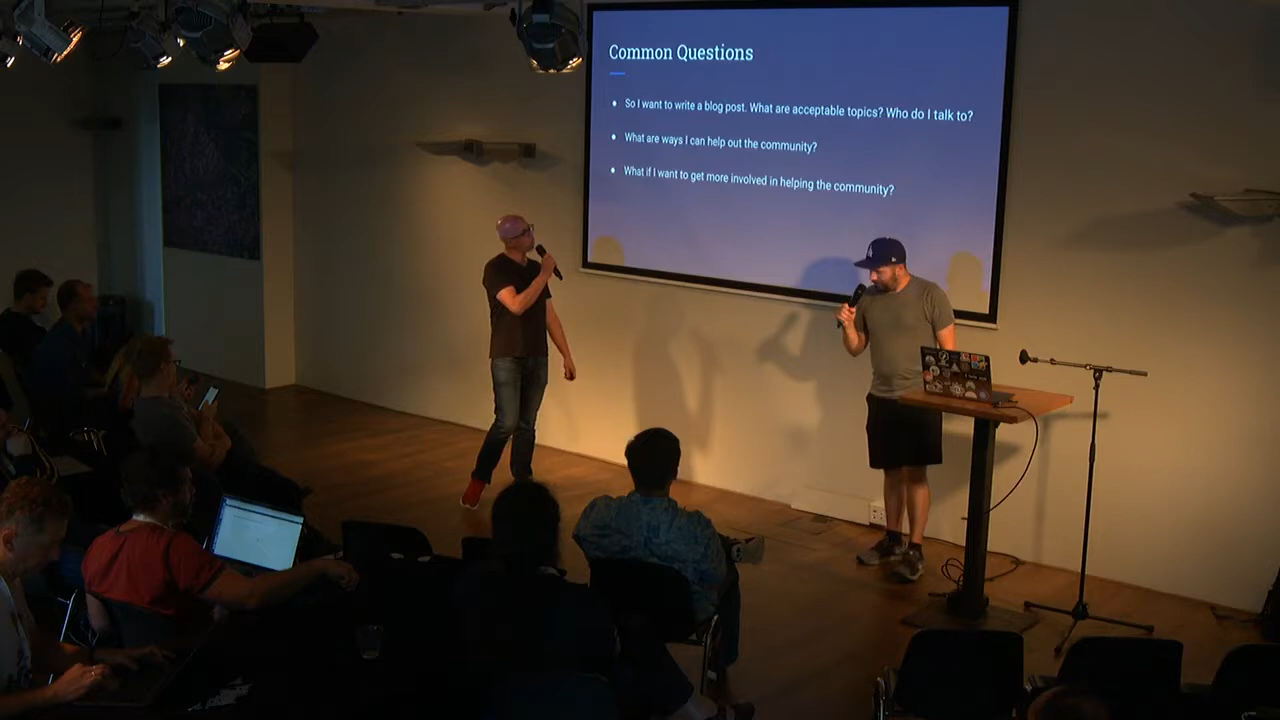 Common Questions
So I want to write a blog post. What are acceptable topics? Who do I talk to?
What are ways I can help out the community?
What if I want to get more involved in helping the community?